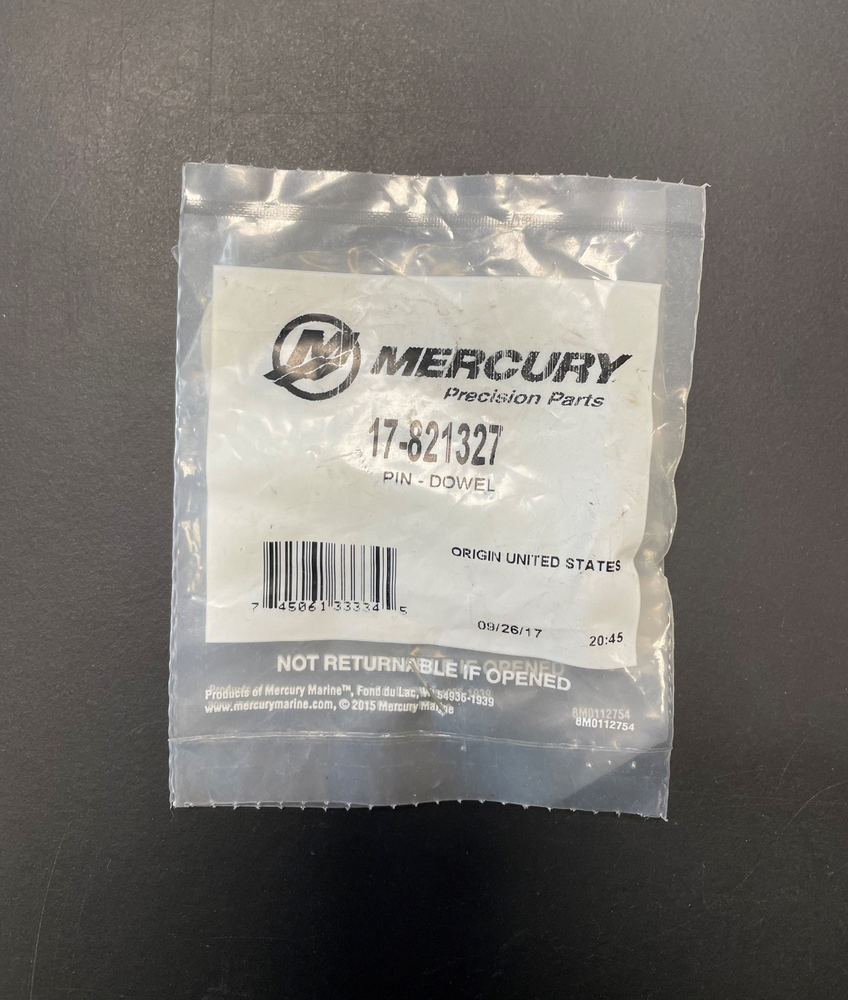 MERCURY
Precision Parts
17-821327
PIN - DOWEL
ORIGIN UNITED STATES
7 45061 33334 5
09/26/17 20:45
NOT RETURNABLE IF OPENED
Products of Mercury Marine™, Fond du Lac, WI 54936-1939
www.mercurymarine.com, © 2015 Mercury Marine
8M0112754